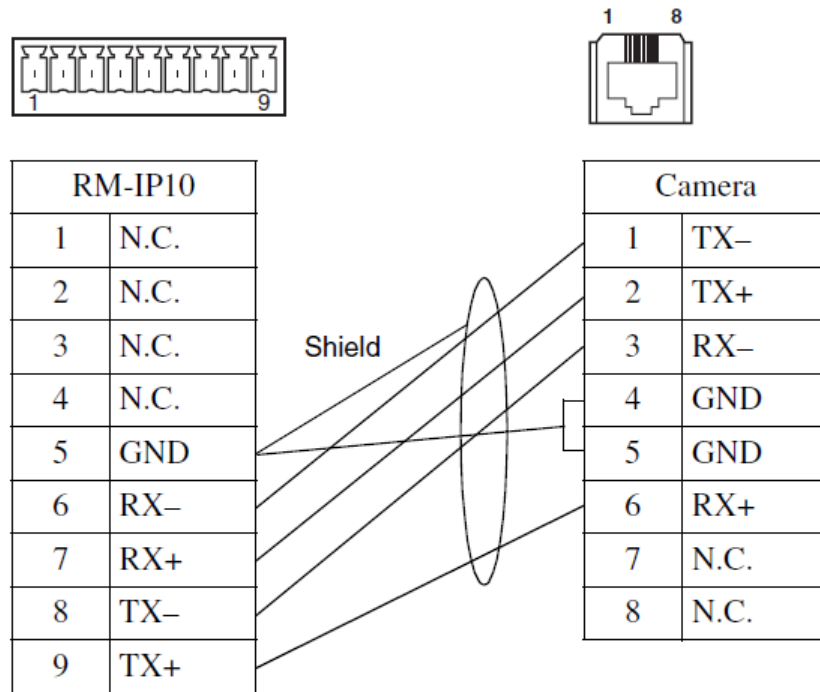 1 8
1 9
RM-IP10
1 N.C.
2 N.C.
3 N.C.
4 N.C.
5 GND
6 RX–
7 RX+
8 TX–
9 TX+
Shield
Camera
1 TX–
2 TX+
3 RX–
4 GND
5 GND
6 RX+
7 N.C.
8 N.C.